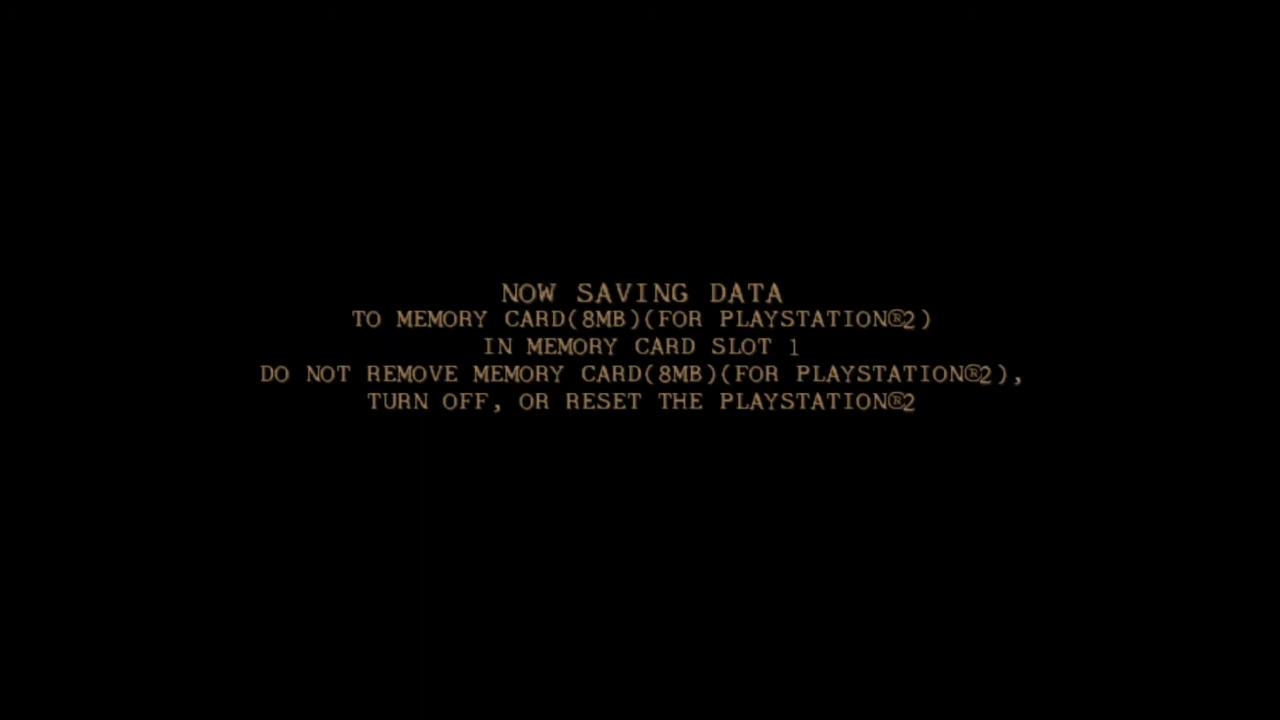 NOW SAVING DATA
TO MEMORY CARD(8MB)(FOR PLAYSTATION®2)
IN MEMORY CARD SLOT 1
DO NOT REMOVE MEMORY CARD(8MB)(FOR PLAYSTATION®2),
TURN OFF, OR RESET THE PLAYSTATION®2